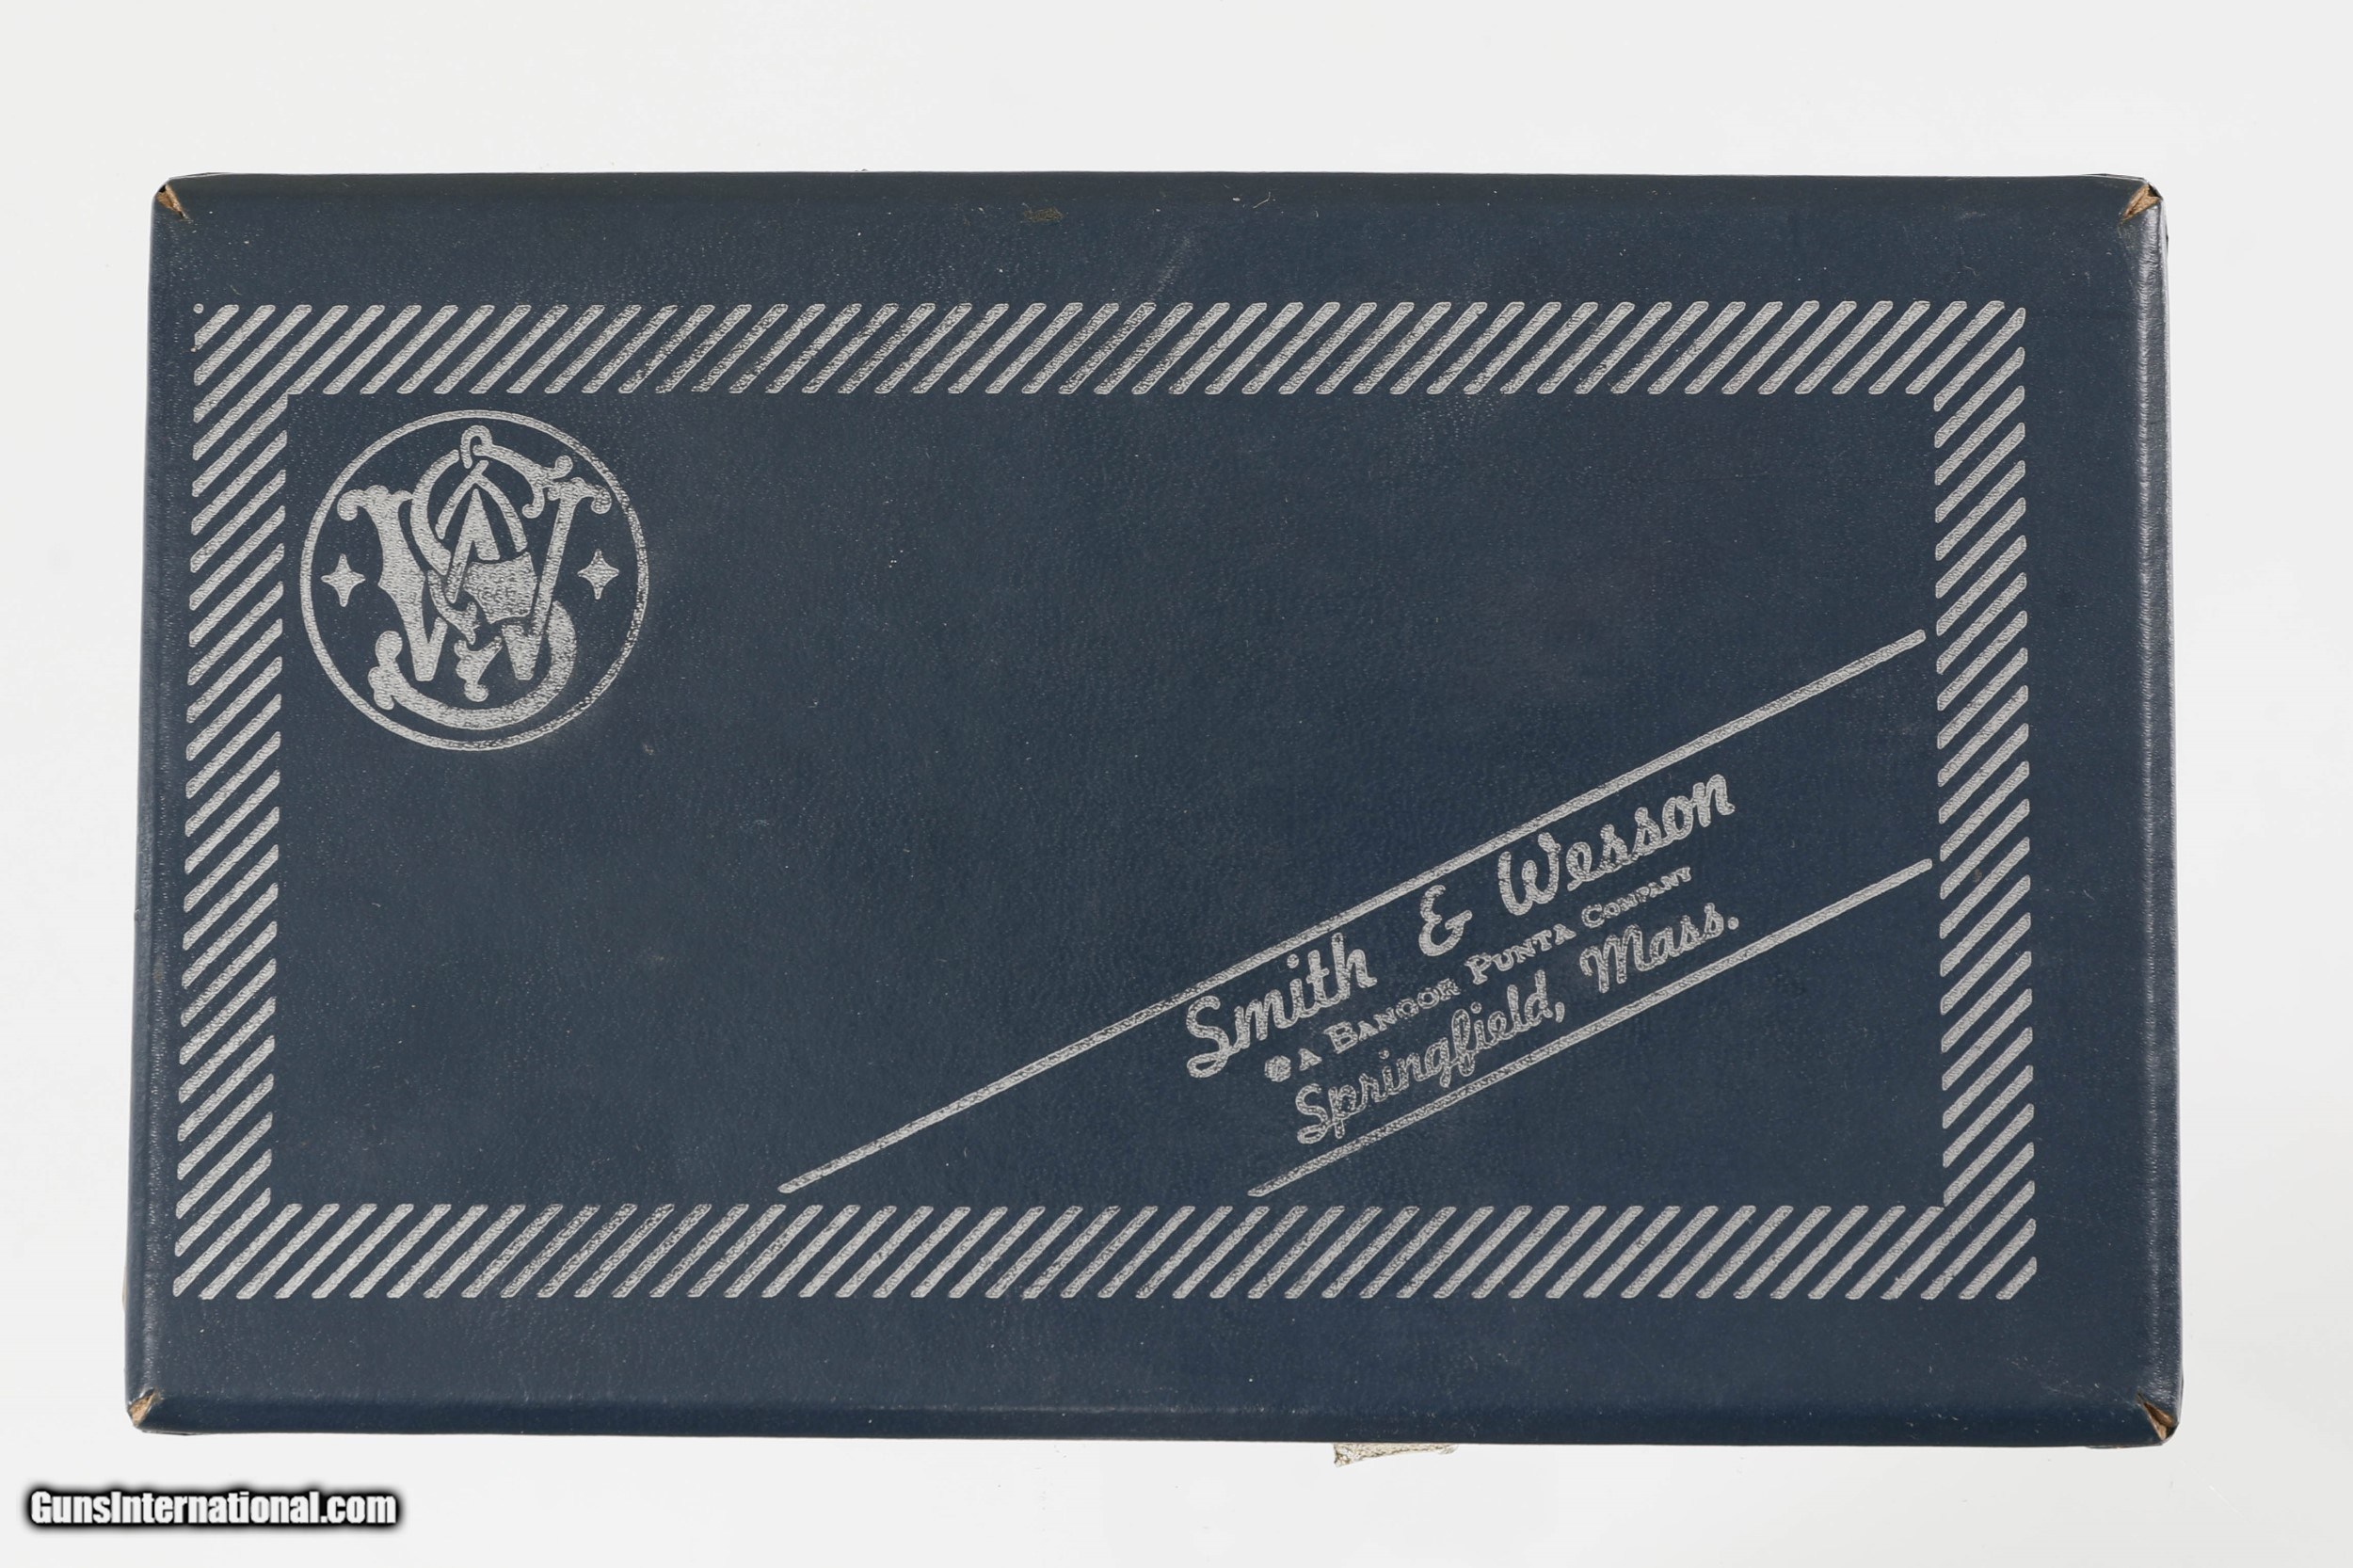 Smith & Wesson
A BANGOR PUNTA COMPANY
Springfield, Mass.
GunsInternational.com